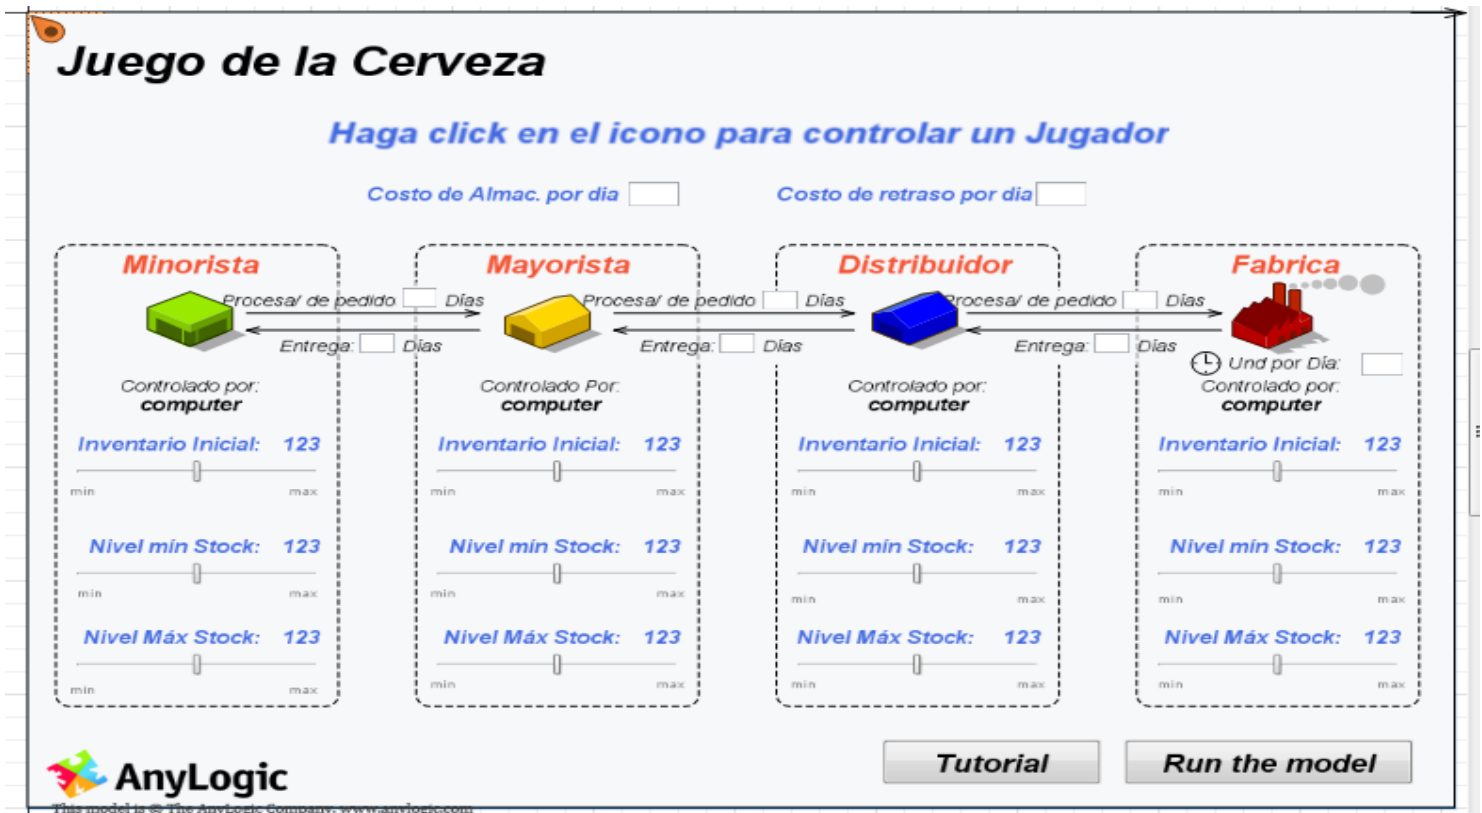 Juego de la Cerveza
Haga click en el icono para controlar un Jugador
Costo de Almac. por dia
Costo de retraso por dia
Minorista
Mayorista
Distribuidor
Fabrica
Procesa/ de pedido Días
Procesa/ de pedido Días
Procesa/ de pedido Días
Entrega: Días
Entrega: Días
Entrega: Días
Und por Día:
Controlado por:
computer
Controlado Por:
computer
Controlado por:
computer
Controlado por:
computer
Inventario Inicial: 123
Inventario Inicial: 123
Inventario Inicial: 123
Inventario Inicial: 123
min max
min max
min max
min max
Nivel mín Stock: 123
Nivel mín Stock: 123
Nivel mín Stock: 123
Nivel mín Stock: 123
min max
min max
min max
min max
Nivel Máx Stock: 123
Nivel Máx Stock: 123
Nivel Máx Stock: 123
Nivel Máx Stock: 123
min max
min max
min max
min max
AnyLogic
Tutorial
Run the model
This model is © The AnyLogic Company. www.anylogic.com